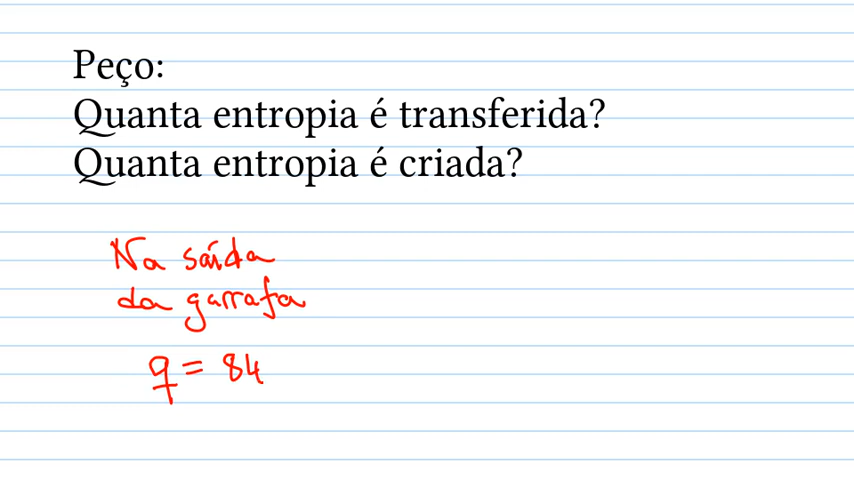 Peço:
Quanta entropia é transferida?
Quanta entropia é criada?
Na saída
da garrafa
q = 84